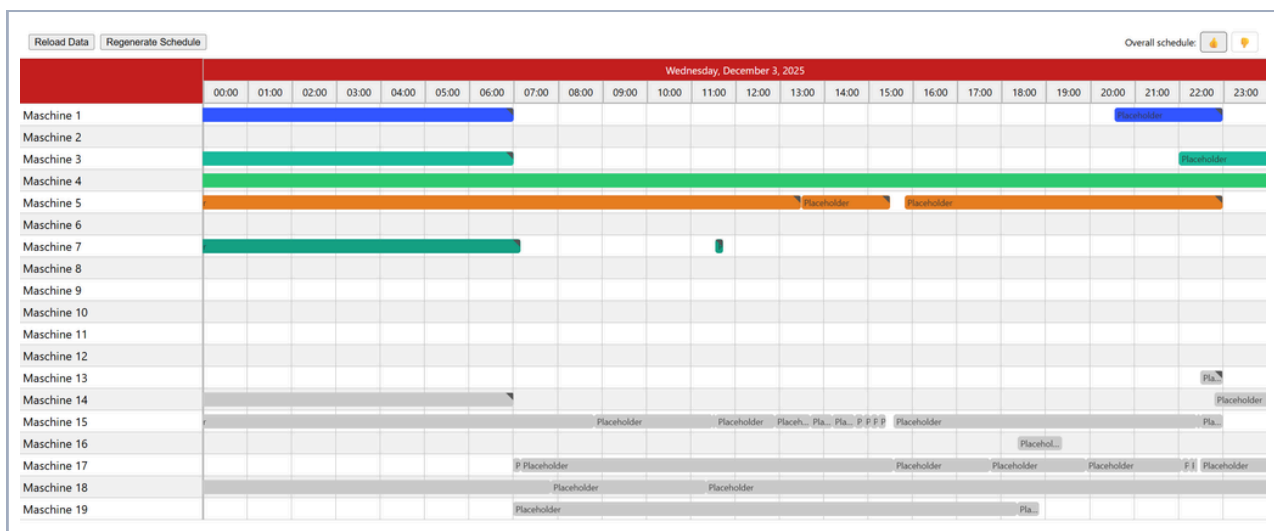 Reload Data Regenerate Schedule Overall schedule:
Wednesday, December 3, 2025
00:00 01:00 02:00 03:00 04:00 05:00 06:00 07:00 08:00 09:00 10:00 11:00 12:00 13:00 14:00 15:00 16:00 17:00 18:00 19:00 20:00 21:00 22:00 23:00
Maschine 1 Placeholder
Maschine 2
Maschine 3 Placeholder
Maschine 4
Maschine 5 r Placeholder Placeholder
Maschine 6
Maschine 7 r
Maschine 8
Maschine 9
Maschine 10
Maschine 11
Maschine 12
Maschine 13 Pla...
Maschine 14 Placeholder
Maschine 15 r Placeholder Placeholder Placeh... Pla... Pla... P P P P Placeholder Pla...
Maschine 16 Placehol...
Maschine 17 P Placeholder Placeholder Placeholder Placeholder P Placeholder
Maschine 18 Placeholder Placeholder
Maschine 19 Placeholder Pla...